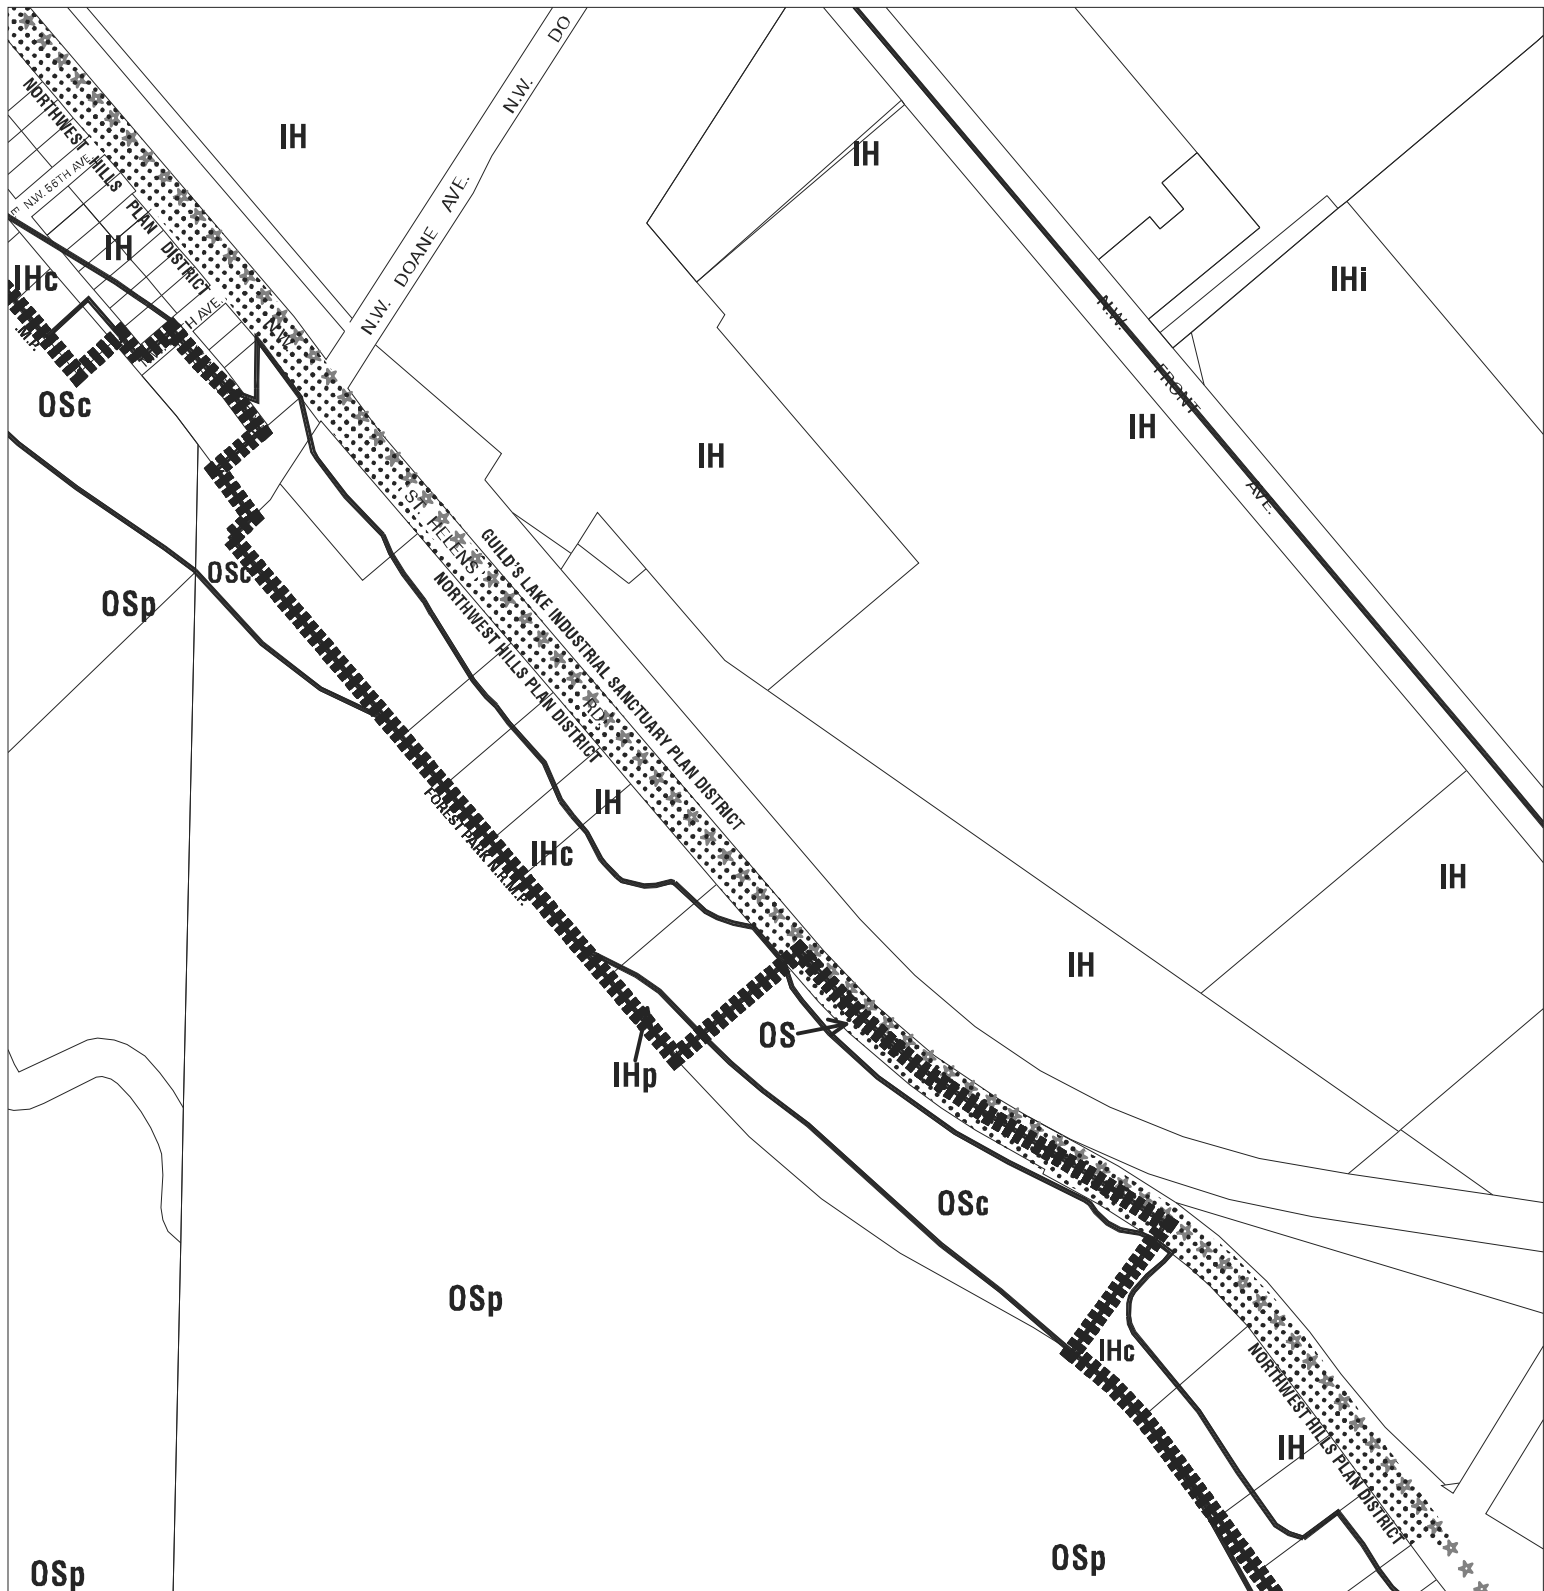 N.W. DO
IH
IH
NORTHWEST HILLS PLAN DISTRICT
N.W. 56TH AVE.
N.W. DOANE AVE.
IH
IHc
IHi
N.W. FRONT AVE.
N.W. ST. HELENS RD.
TH AVE.
.M.P.
OSc
IH
IH
GUILD'S LAKE INDUSTRIAL SANCTUARY PLAN DISTRICT
NORTHWEST HILLS PLAN DISTRICT
OSc
OSp
IH
FOREST PARK N.R.M.P.
IHc
IH
IH
OS
IHp
OSc
OSp
IHc
NORTHWEST HILLS PLAN DISTRICT
IH
OSp
OSp